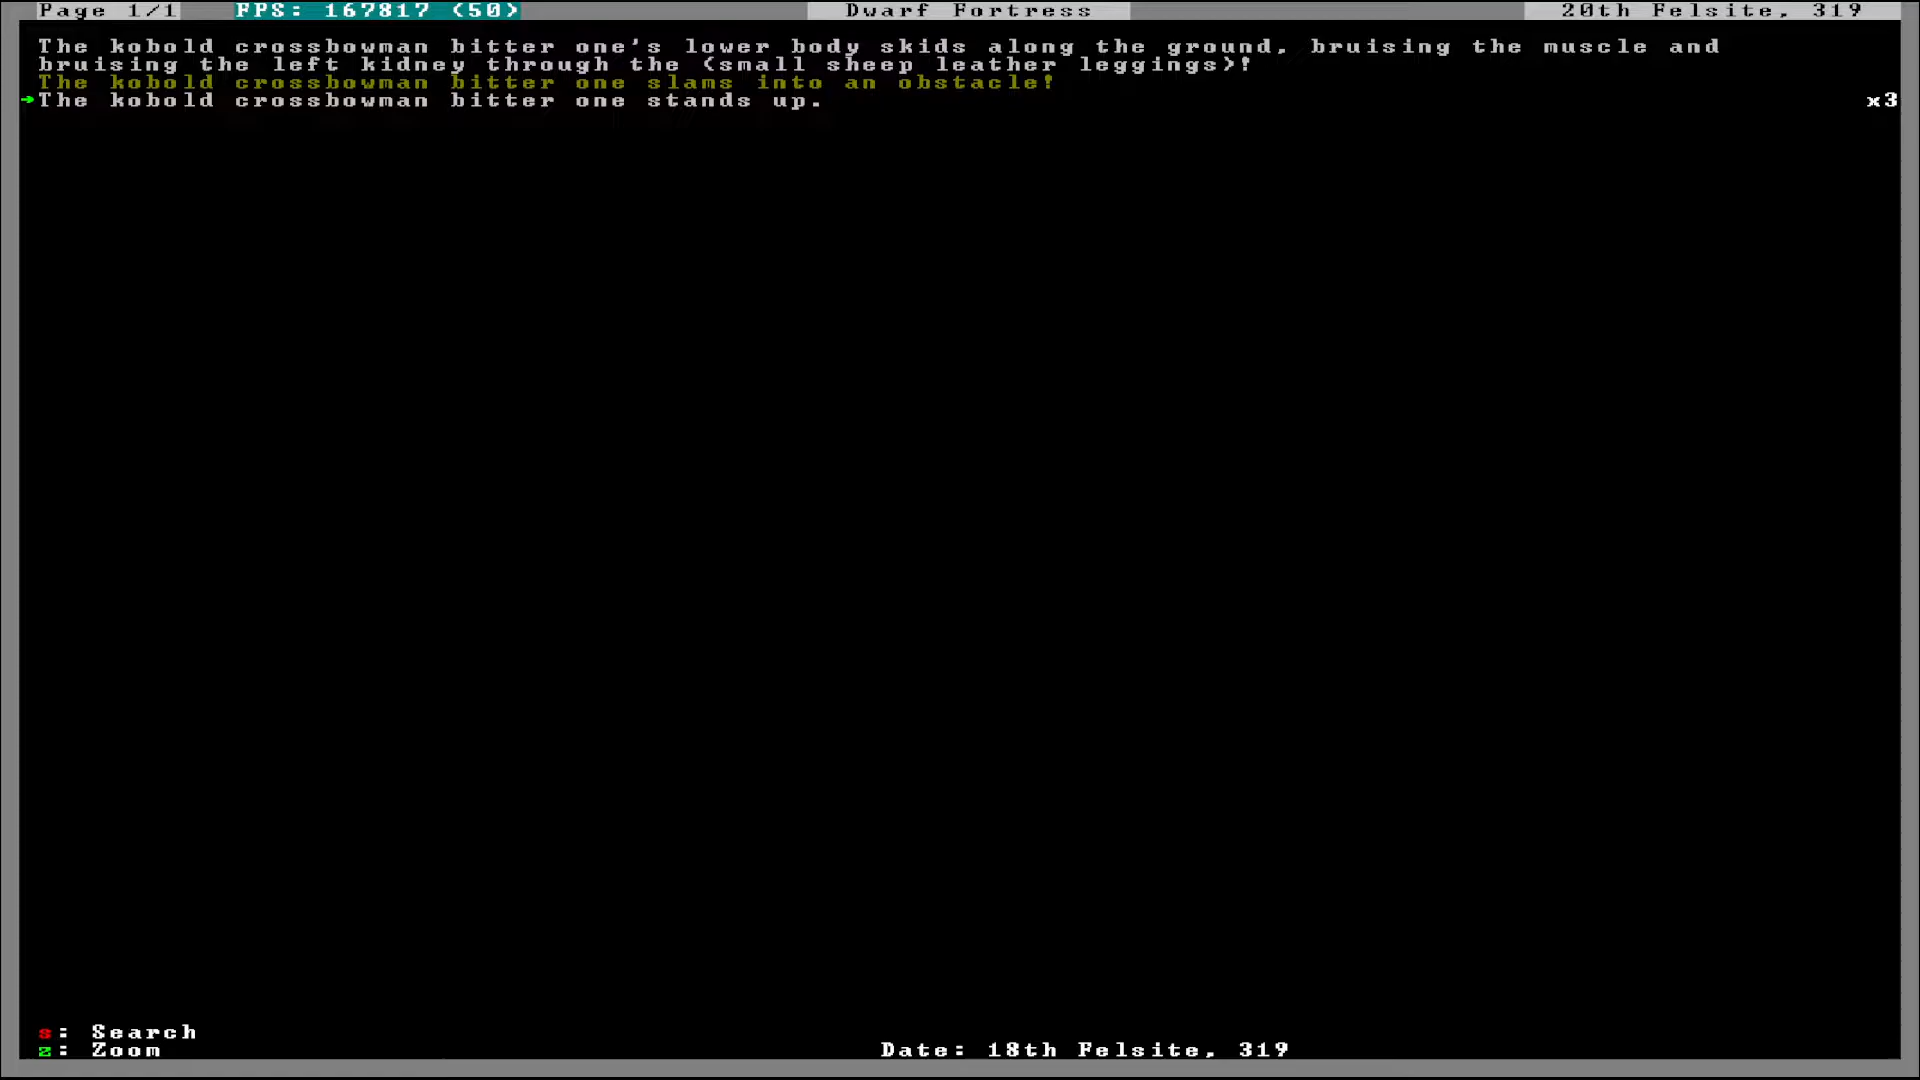 Page 1/1 FPS: 167817 (50) Dwarf Fortress 20th Felsite, 319
The kobold crossbowman bitter one's lower body skids along the ground, bruising the muscle and
bruising the left kidney through the (small sheep leather leggings)!
The kobold crossbowman bitter one slams into an obstacle!
The kobold crossbowman bitter one stands up. x3
s: Search
z: Zoom Date: 18th Felsite, 319